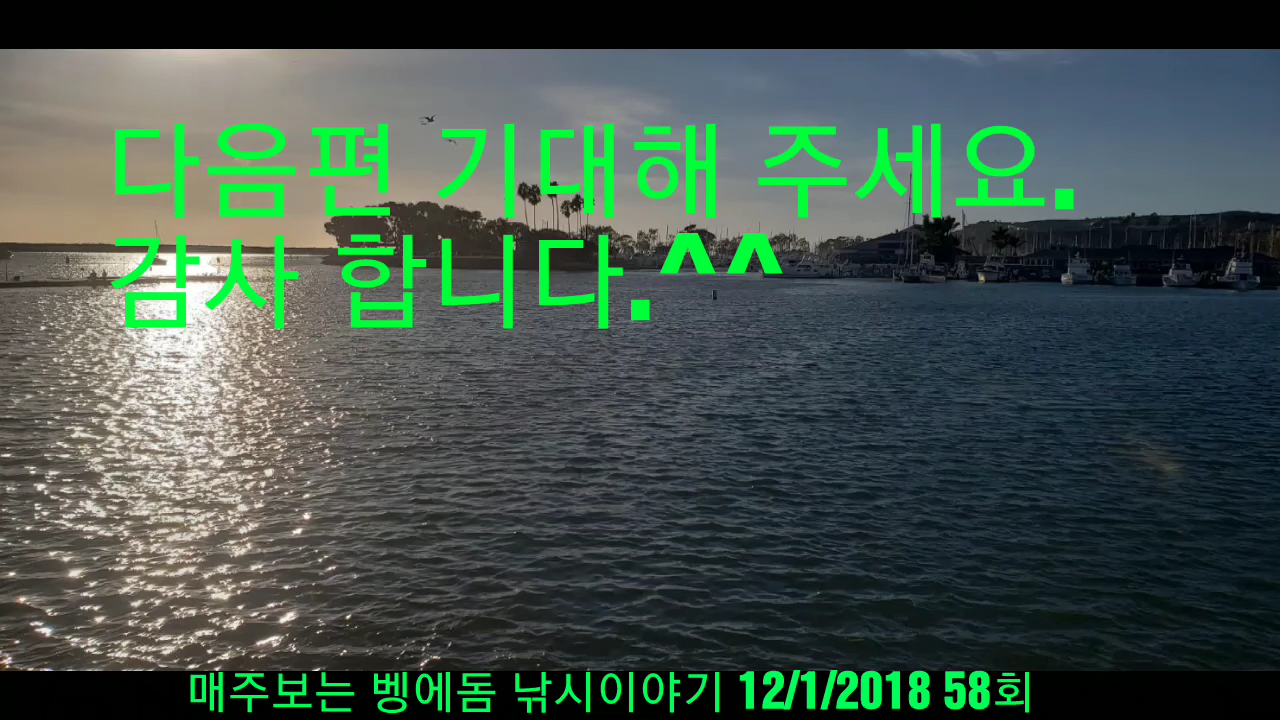 다음편 기대해 주세요.
감사 합니다.^^
매주보는 벵에돔 낚시이야기 12/1/2018 58회